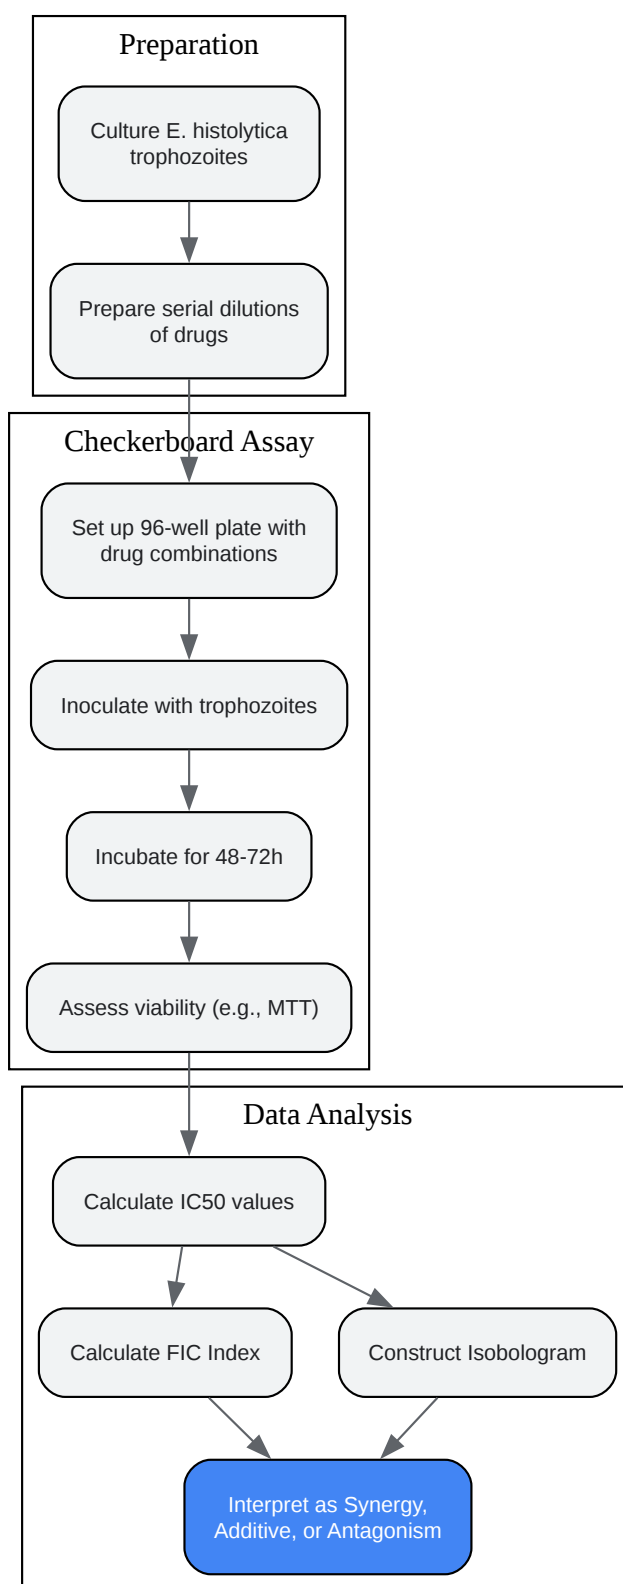 Preparation
Culture E. histolytica
trophozoites
Prepare serial dilutions
of drugs
Checkerboard Assay
Set up 96-well plate with
drug combinations
Inoculate with trophozoites
Incubate for 48-72h
Assess viability (e.g., MTT)
Data Analysis
Calculate IC50 values
Calculate FIC Index
Construct Isobologram
Interpret as Synergy,
Additive, or Antagonism